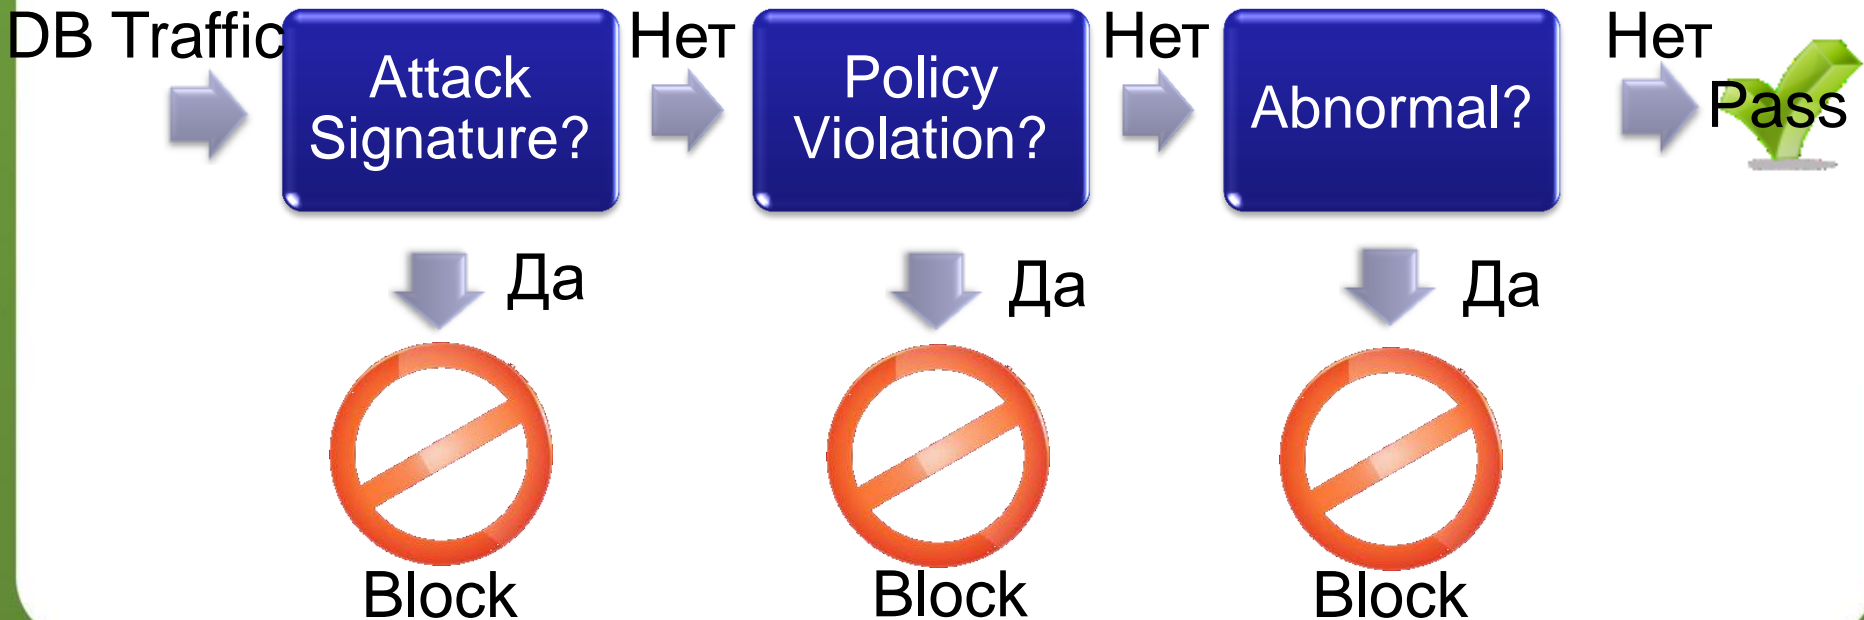 DB Traffic
Attack
Signature?
Нет
Policy
Violation?
Нет
Abnormal?
Нет
Pass
Да
Да
Да
Block
Block
Block